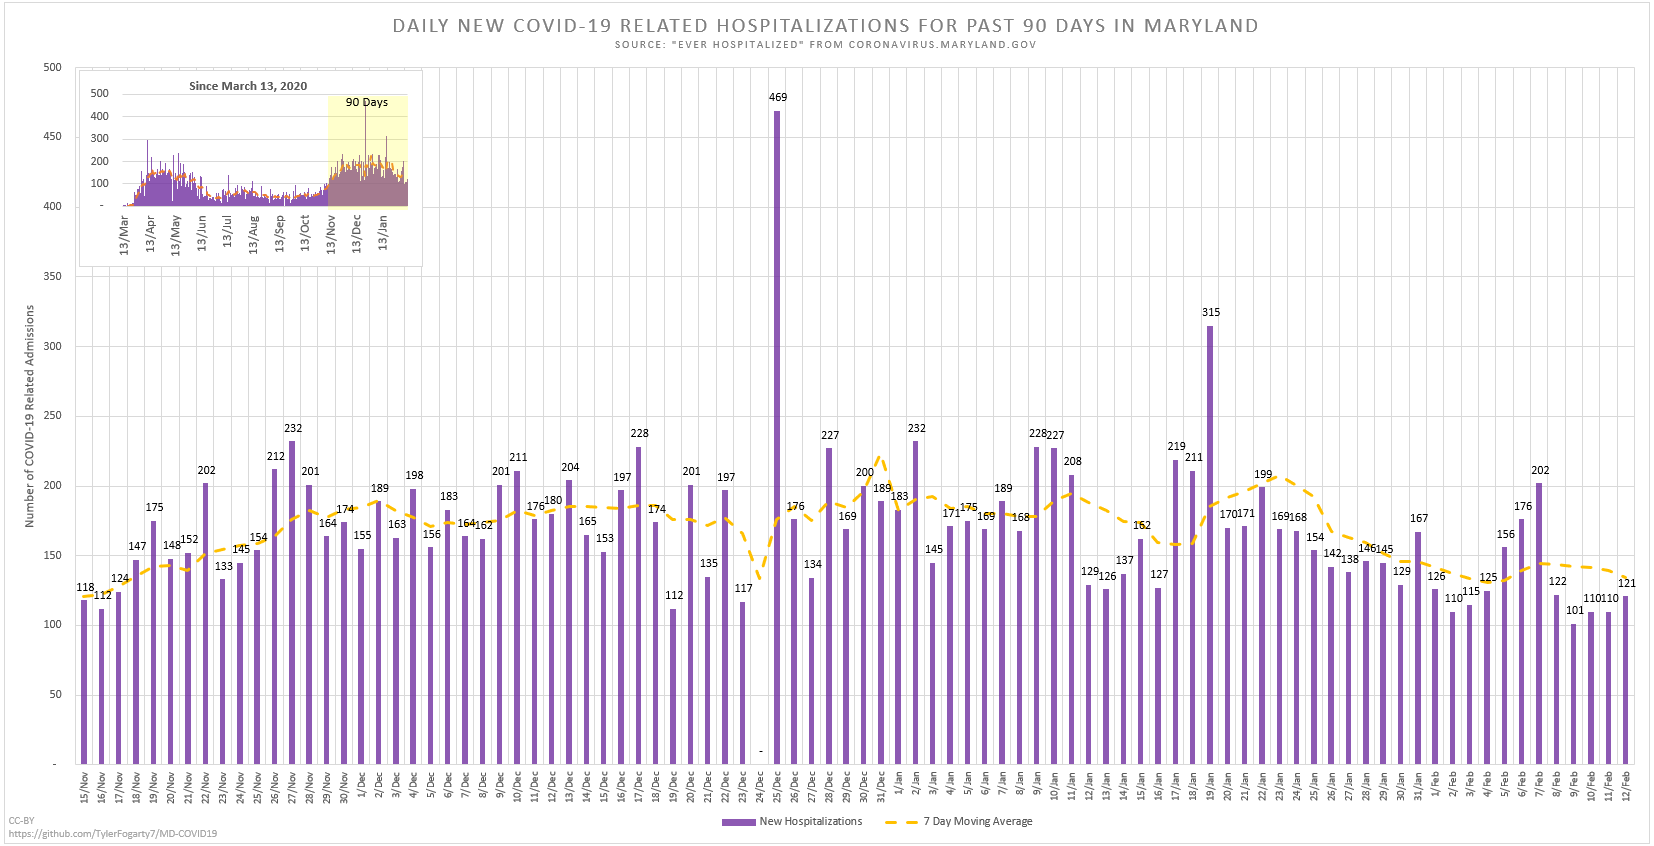 DAILY NEW COVID-19 RELATED HOSPITALIZATIONS FOR PAST 90 DAYS IN MARYLAND
SOURCE: "EVER HOSPITALIZED" FROM CORONAVIRUS.MARYLAND.GOV
Since March 13, 2020
90 Days
500
400
300
200
100
-
13/Mar 13/Apr 13/May 13/Jun 13/Jul 13/Aug 13/Sep 13/Oct 13/Nov 13/Dec 13/Jan
Number of COVID-19 Related Admissions
500
450
400
350
300
250
200
150
100
50
-
118 112 124 147 175 148 152 202 133 145 154 212 232 201 164 174 155 189 163 198 156 183 164 162 201 211 176 180 204 165 153 197 228 174 112 201 135 197 117 - 469 176 134 227 169 200 189 183 232 145 171 175 169 189 168 228 227 208 129 126 137 162 127 219 211 315 170 171 199 169 168 154 142 138 146 145 129 167 126 110 115 125 156 176 202 122 101 110 110 121
15/Nov 16/Nov 17/Nov 18/Nov 19/Nov 20/Nov 21/Nov 22/Nov 23/Nov 24/Nov 25/Nov 26/Nov 27/Nov 28/Nov 29/Nov 30/Nov 1/Dec 2/Dec 3/Dec 4/Dec 5/Dec 6/Dec 7/Dec 8/Dec 9/Dec 10/Dec 11/Dec 12/Dec 13/Dec 14/Dec 15/Dec 16/Dec 17/Dec 18/Dec 19/Dec 20/Dec 21/Dec 22/Dec 23/Dec 24/Dec 25/Dec 26/Dec 27/Dec 28/Dec 29/Dec 30/Dec 31/Dec 1/Jan 2/Jan 3/Jan 4/Jan 5/Jan 6/Jan 7/Jan 8/Jan 9/Jan 10/Jan 11/Jan 12/Jan 13/Jan 14/Jan 15/Jan 16/Jan 17/Jan 18/Jan 19/Jan 20/Jan 21/Jan 22/Jan 23/Jan 24/Jan 25/Jan 26/Jan 27/Jan 28/Jan 29/Jan 30/Jan 31/Jan 1/Feb 2/Feb 3/Feb 4/Feb 5/Feb 6/Feb 7/Feb 8/Feb 9/Feb 10/Feb 11/Feb 12/Feb
New Hospitalizations 7 Day Moving Average
CC-BY
https://github.com/TylerFogarty7/MD-COVID19